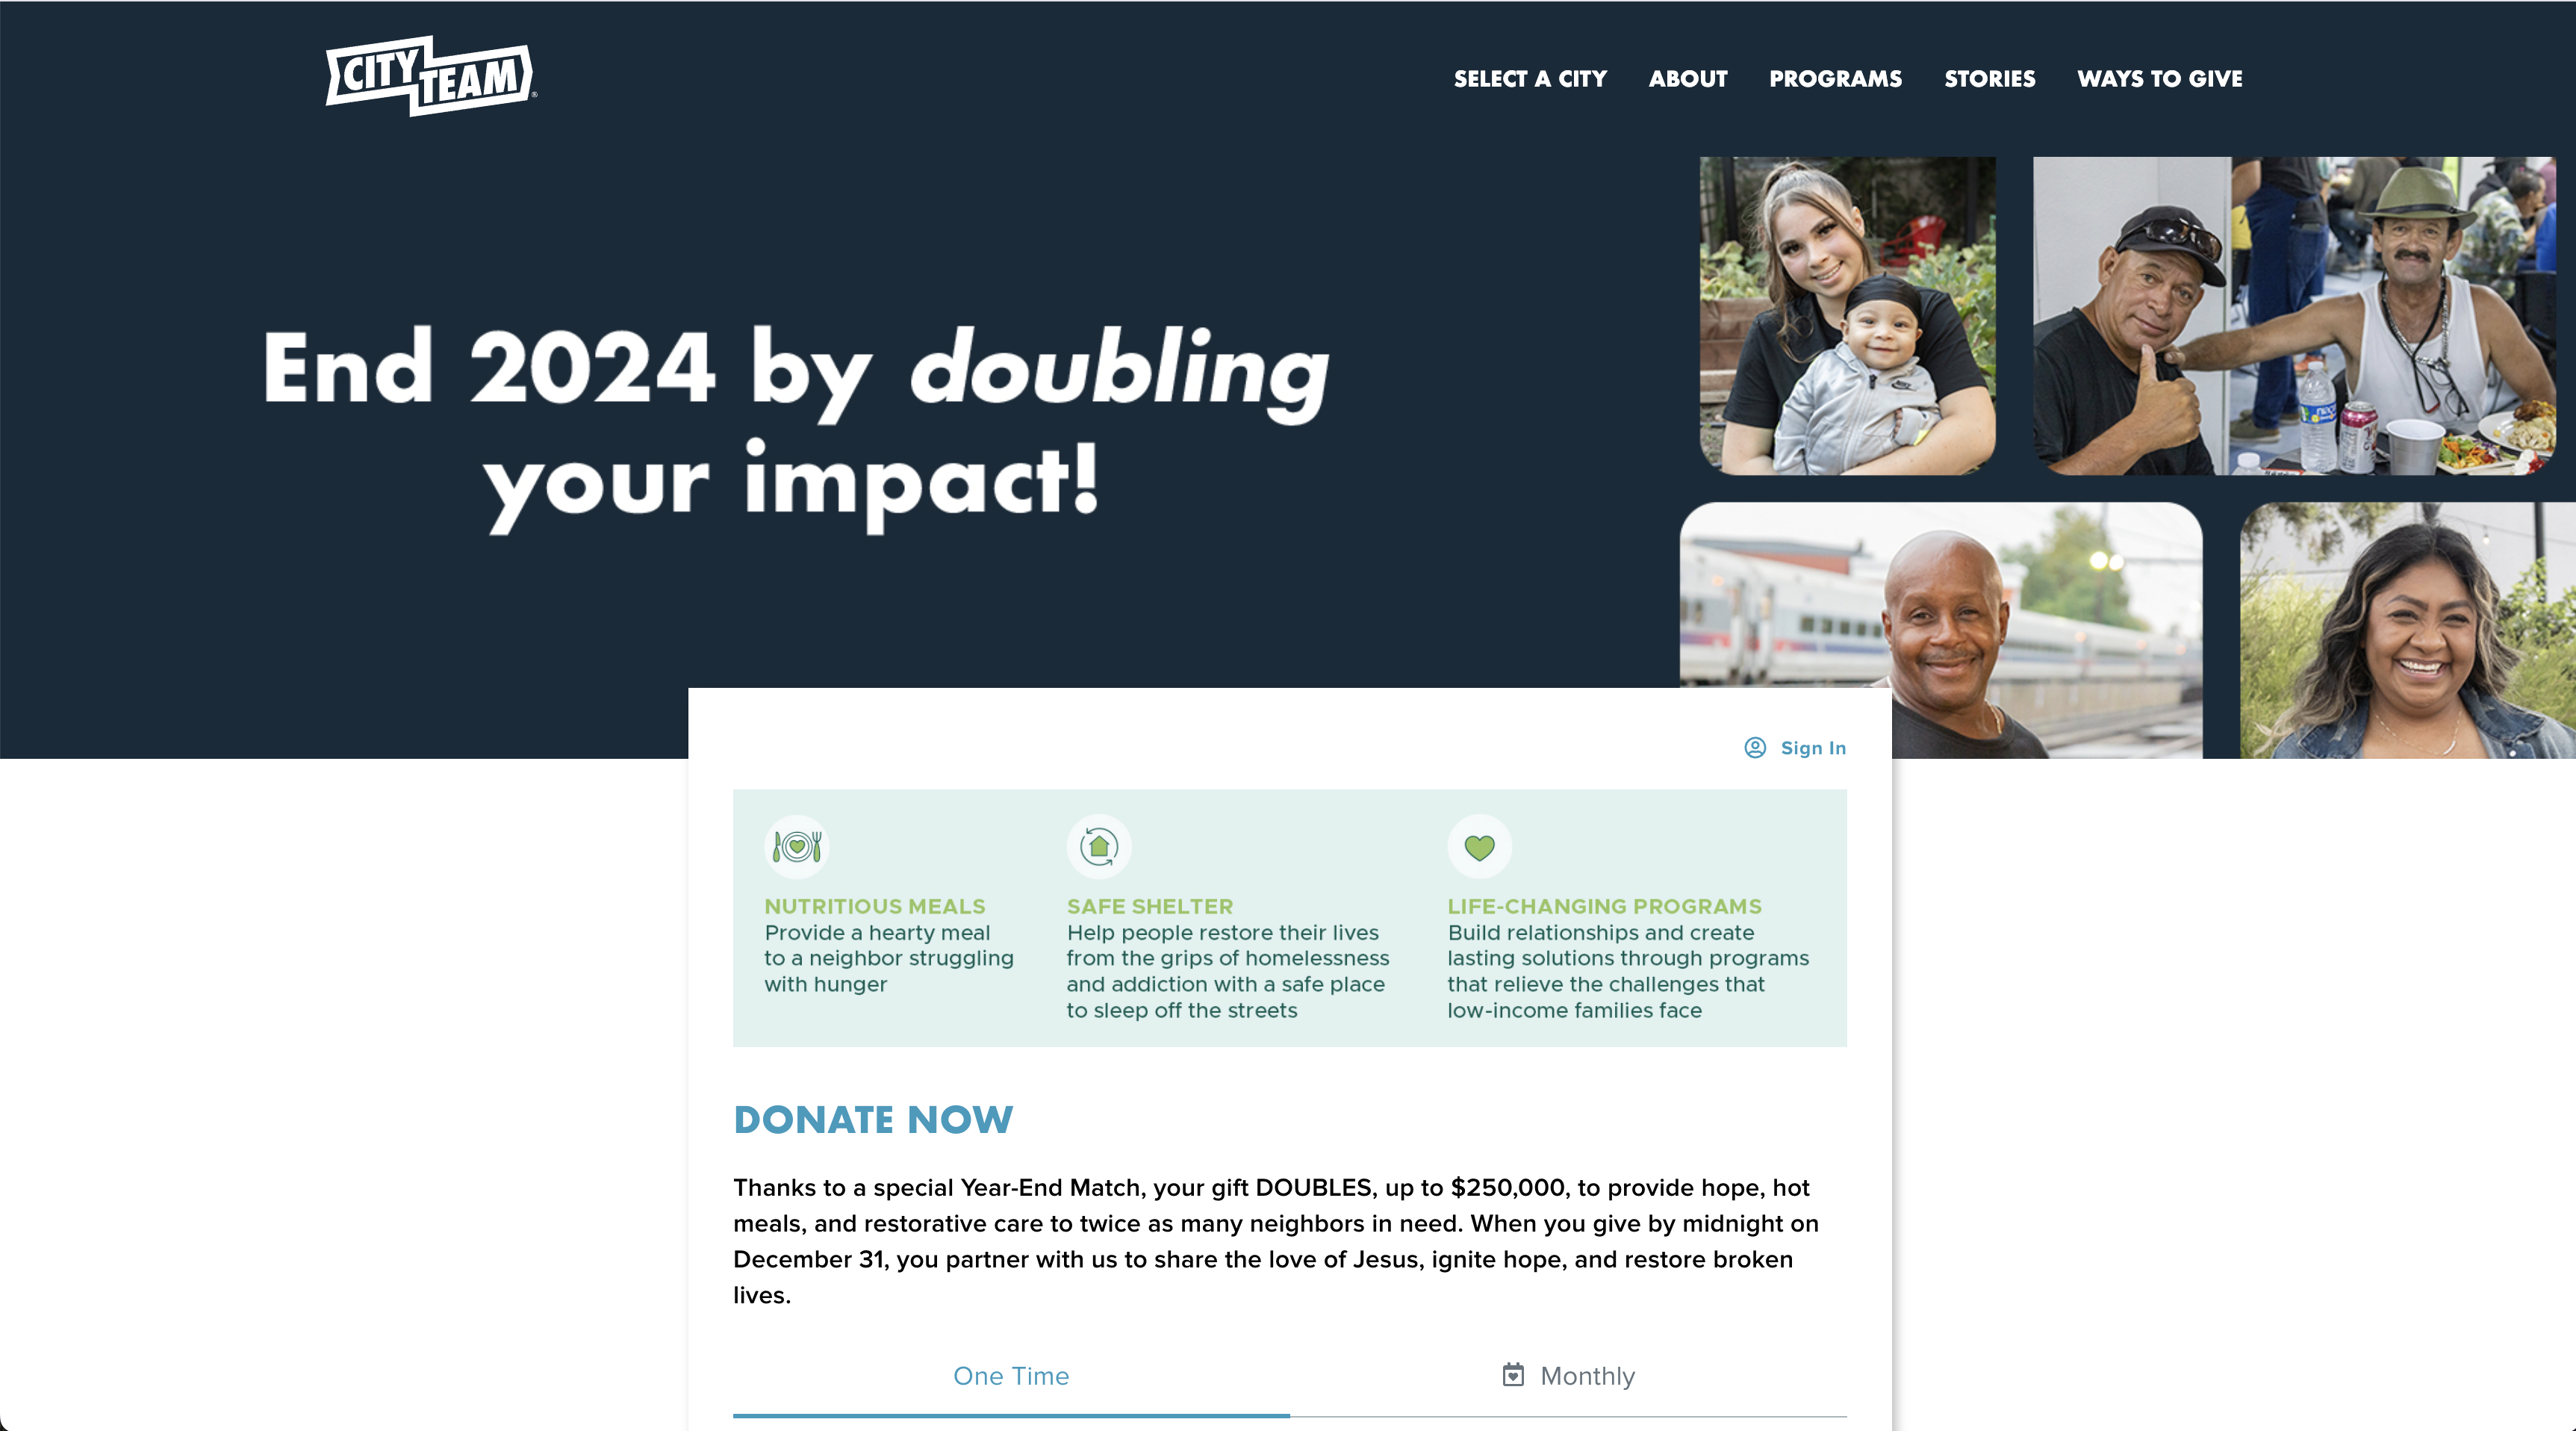 CITY TEAM ®
SELECT A CITY ABOUT PROGRAMS STORIES WAYS TO GIVE
End 2024 by doubling
your impact!
Sign In
NUTRITIOUS MEALS
Provide a hearty meal
to a neighbor struggling
with hunger
SAFE SHELTER
Help people restore their lives
from the grips of homelessness
and addiction with a safe place
to sleep off the streets
LIFE-CHANGING PROGRAMS
Build relationships and create
lasting solutions through programs
that relieve the challenges that
low-income families face
DONATE NOW
Thanks to a special Year-End Match, your gift DOUBLES, up to $250,000, to provide hope, hot
meals, and restorative care to twice as many neighbors in need. When you give by midnight on
December 31, you partner with us to share the love of Jesus, ignite hope, and restore broken
lives.
One Time
Monthly